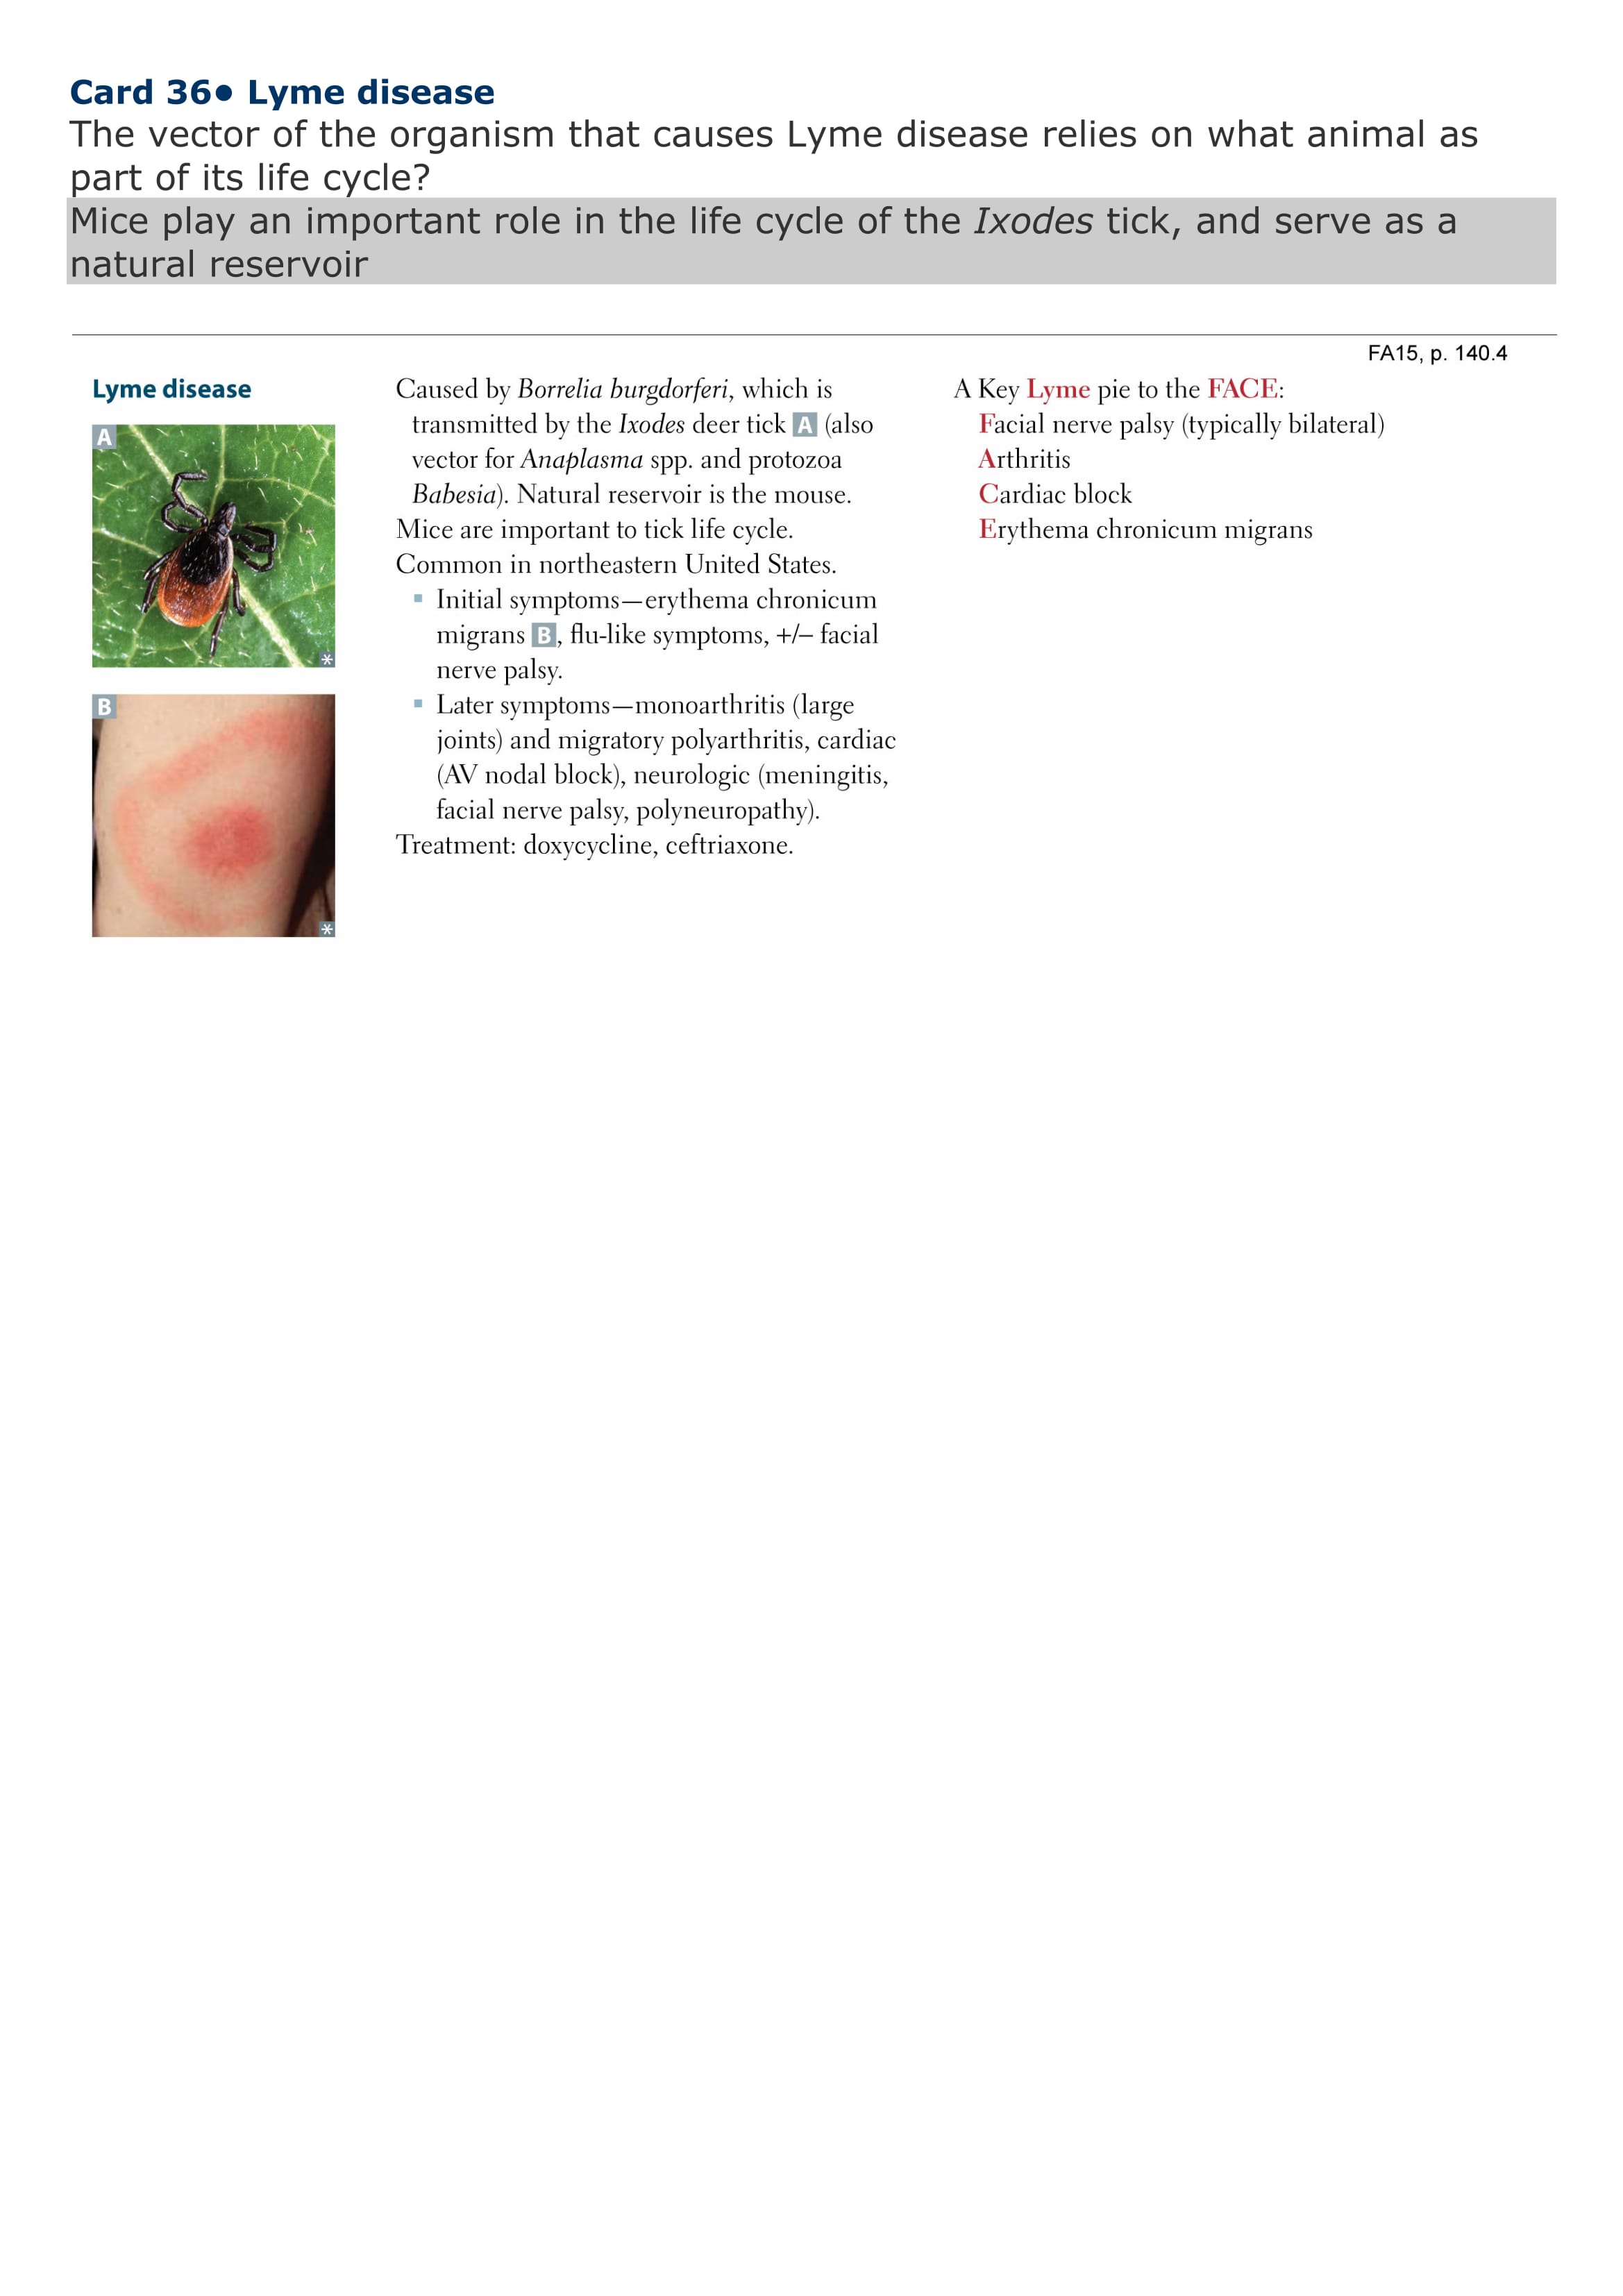 Card 36● Lyme disease
The vector of the organism that causes Lyme disease relies on what animal as
part of its life cycle?
Mice play an important role in the life cycle of the Ixodes tick, and serve as a
natural reservoir
FA15, p. 140.4
Lyme disease
A
*
B
*
Caused by Borrelia burgdorferi, which is
transmitted by the Ixodes deer tick A (also
vector for Anaplasma spp. and protozoa
Babesia). Natural reservoir is the mouse.
Mice are important to tick life cycle.
Common in northeastern United States.
▪ Initial symptoms—erythema chronicum
migrans B, flu-like symptoms, +/– facial
nerve palsy.
▪ Later symptoms—monoarthritis (large
joints) and migratory polyarthritis, cardiac
(AV nodal block), neurologic (meningitis,
facial nerve palsy, polyneuropathy).
Treatment: doxycycline, ceftriaxone.
A Key Lyme pie to the FACE:
Facial nerve palsy (typically bilateral)
Arthritis
Cardiac block
Erythema chronicum migrans